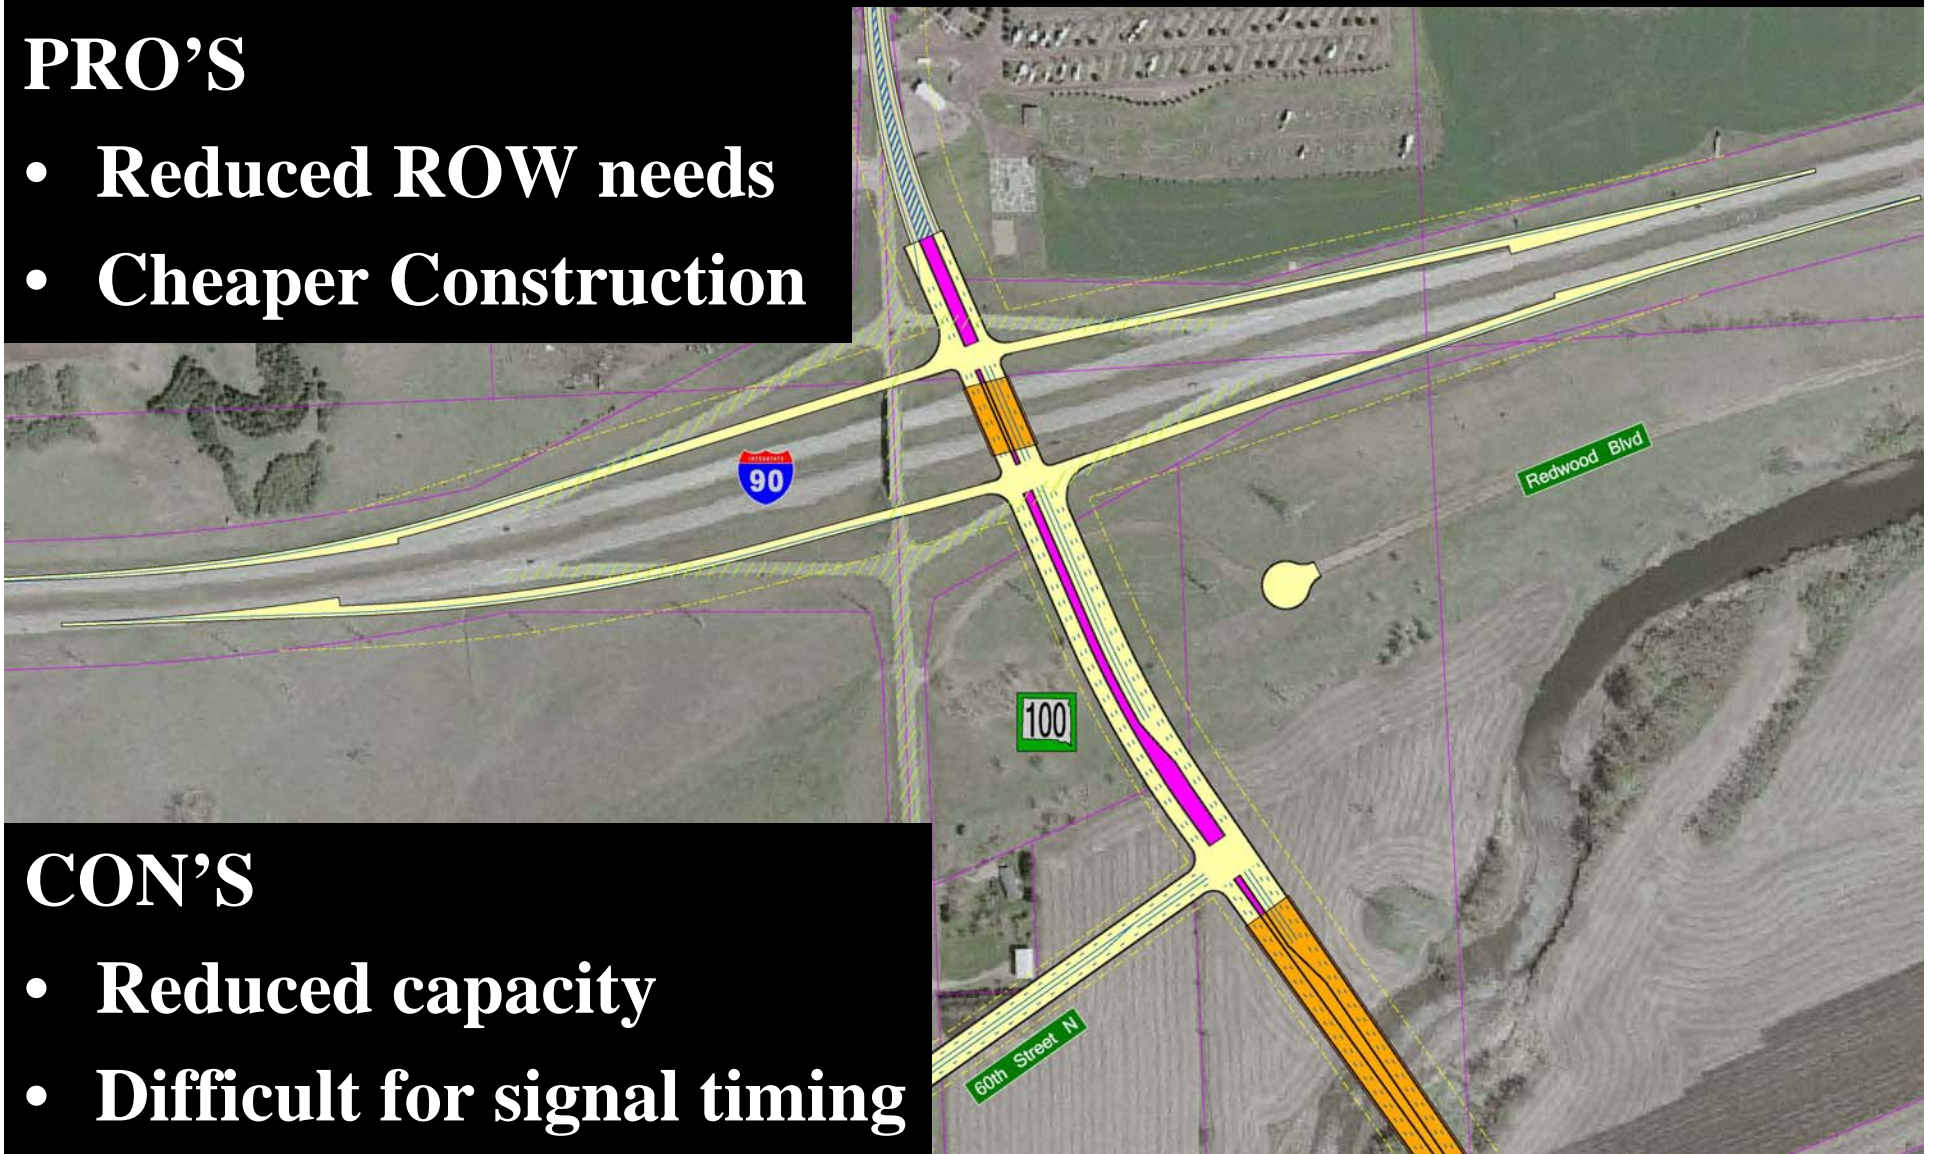 PRO’S
• Reduced ROW needs
• Cheaper Construction
INTERSTATE
90
Redwood Blvd
100
CON’S
• Reduced capacity
• Difficult for signal timing
60th Street N